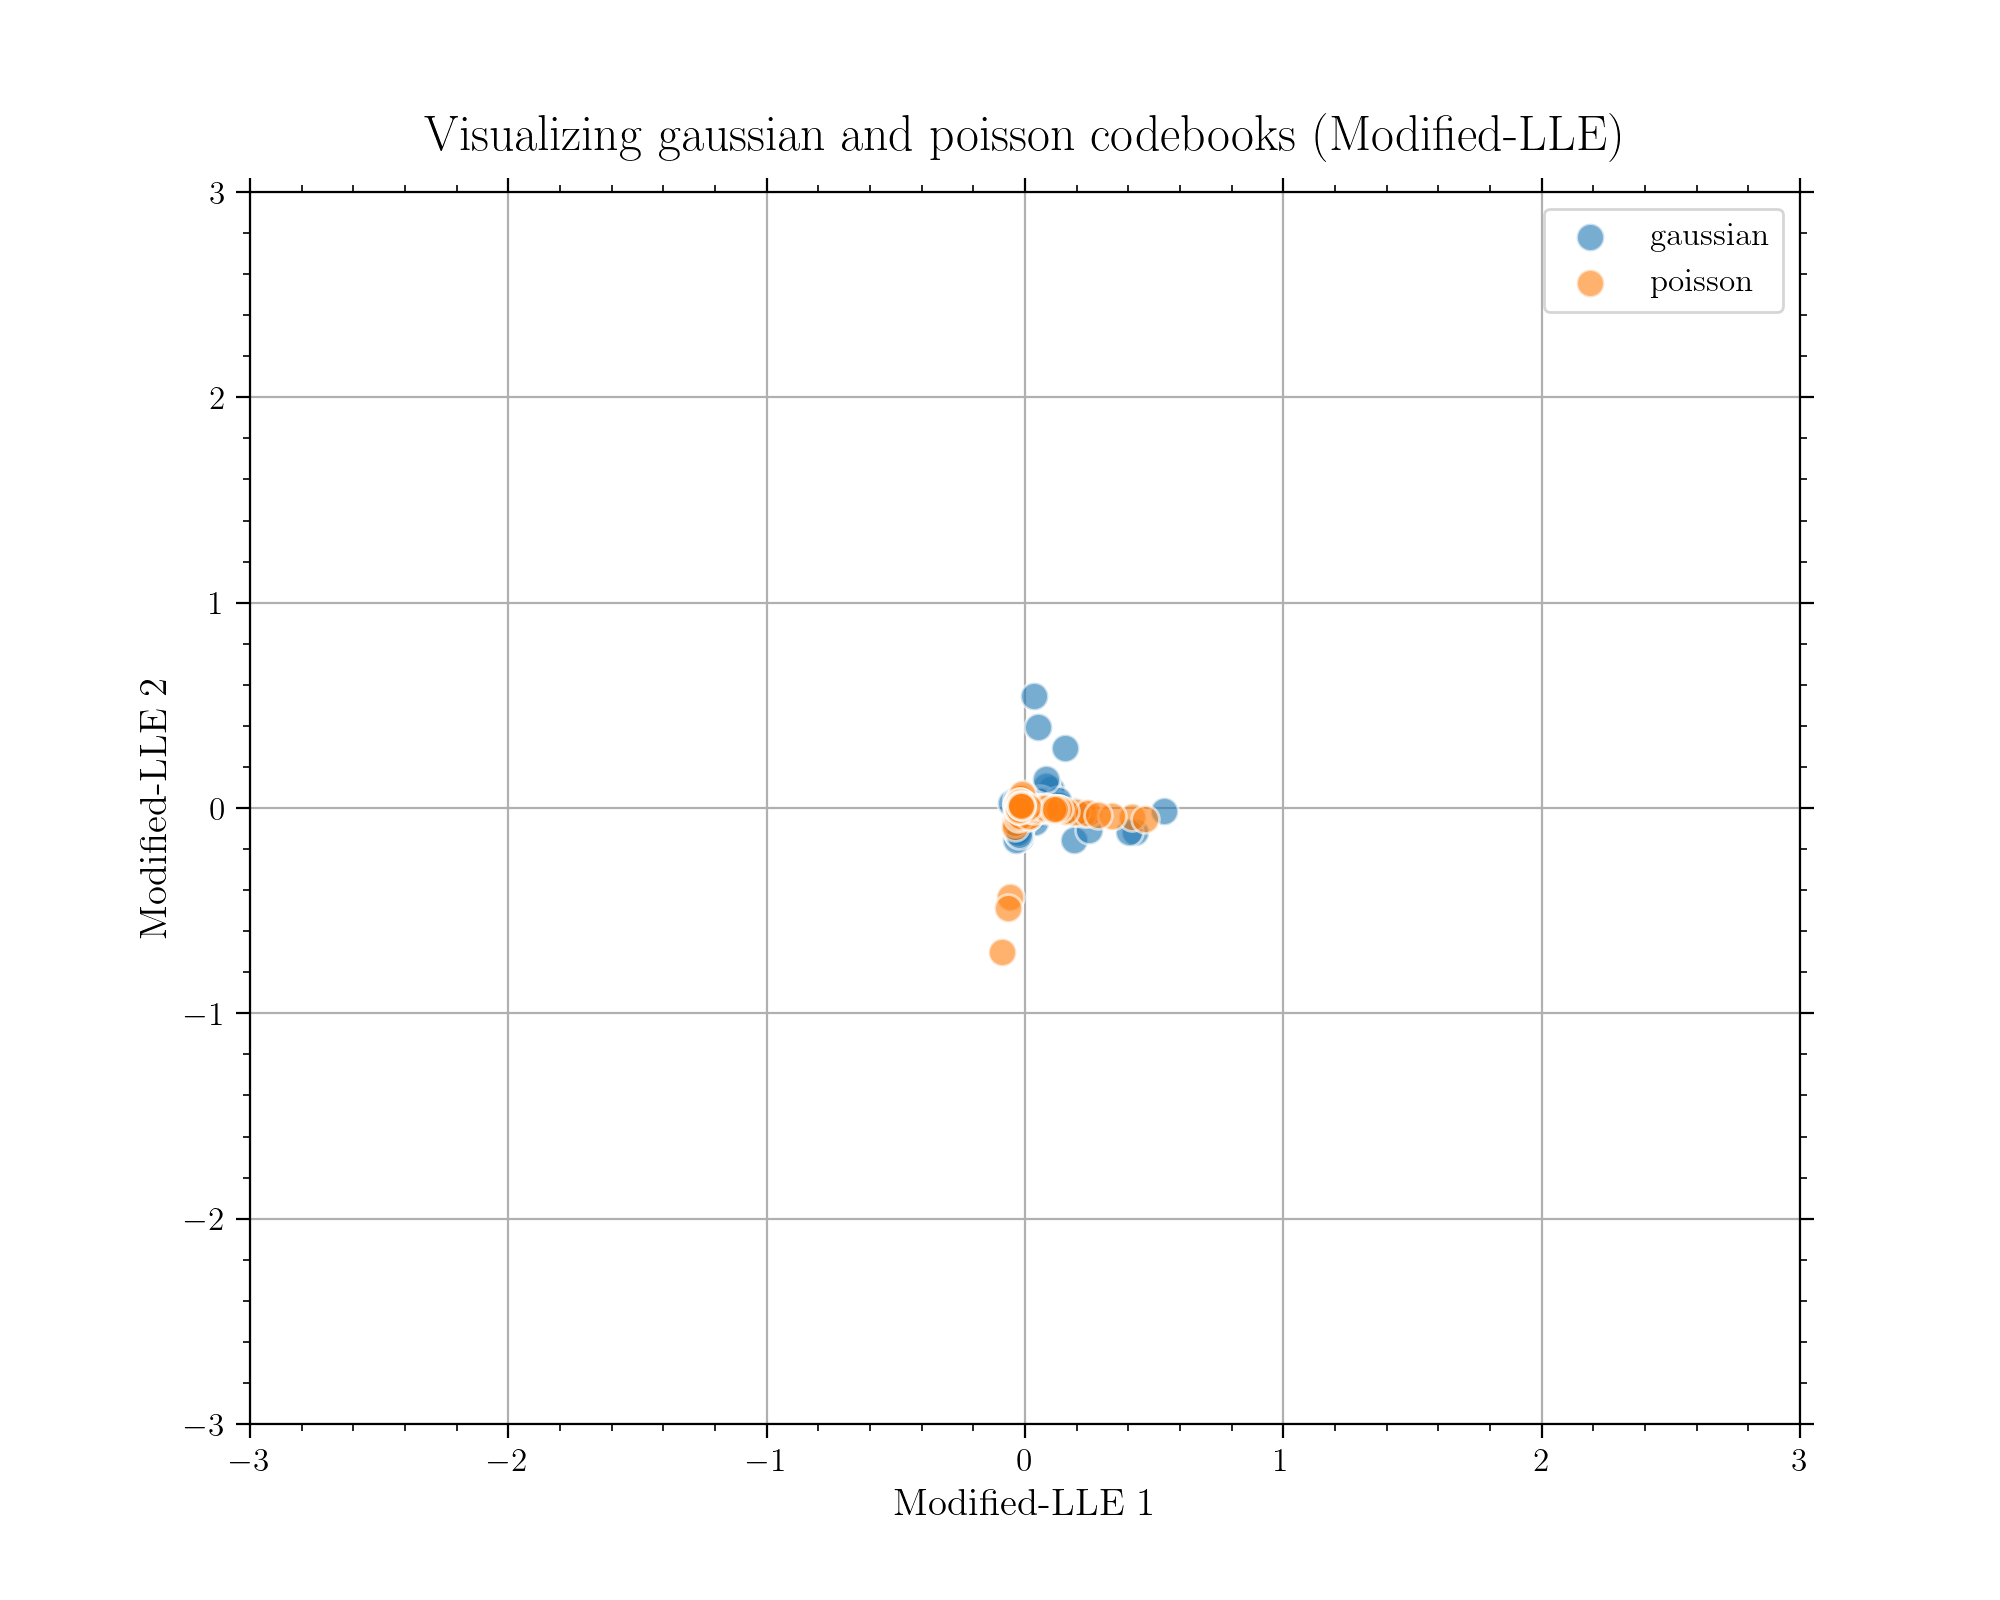 Visualizing gaussian and poisson codebooks (Modified-LLE)
gaussian
poisson
3
2
1
0
−1
−2
−3
Modified-LLE 2
−3
−2
−1
0
1
2
3
Modified-LLE 1